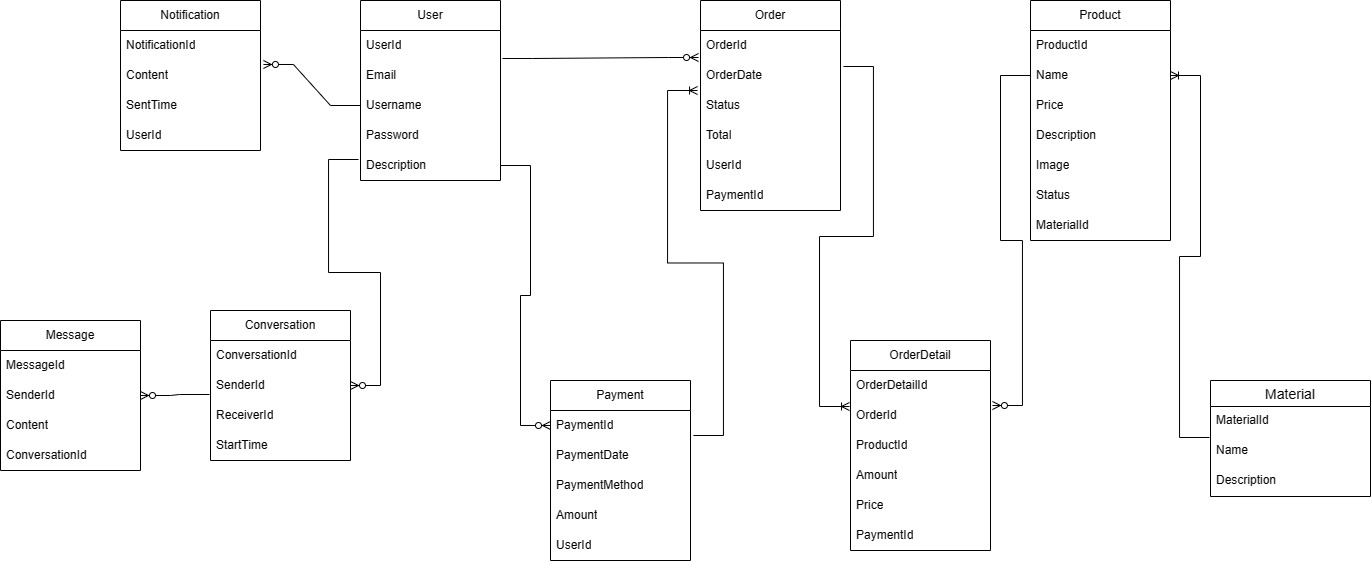 Notification
NotificationId
Content
SentTime
UserId
User
UserId
Email
Username
Password
Description
Order
OrderId
OrderDate
Status
Total
UserId
PaymentId
Product
ProductId
Name
Price
Description
Image
Status
MaterialId
Message
MessageId
SenderId
Content
ConversationId
Conversation
ConversationId
SenderId
ReceiverId
StartTime
Payment
PaymentId
PaymentDate
PaymentMethod
Amount
UserId
OrderDetail
OrderDetailId
OrderId
ProductId
Amount
Price
PaymentId
Material
MaterialId
Name
Description